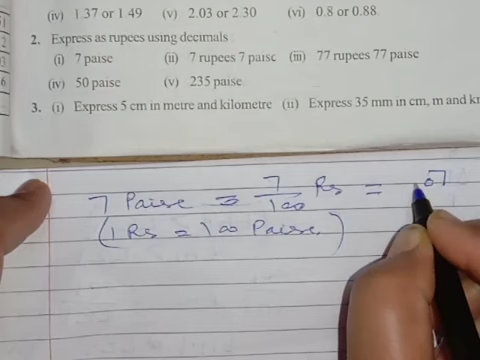 (iv) 1.37 or 1.49 (v) 2.03 or 2.30 (vi) 0.8 or 0.88.
2. Express as rupees using decimals
(i) 7 paise (ii) 7 rupees 7 paise (iii) 77 rupees 77 paise
(iv) 50 paise (v) 235 paise
3. (i) Express 5 cm in metre and kilometre (ii) Express 35 mm in cm, m and
7 Paise = 7/100 Rs = .07
(1 Rs = 100 Paise.)